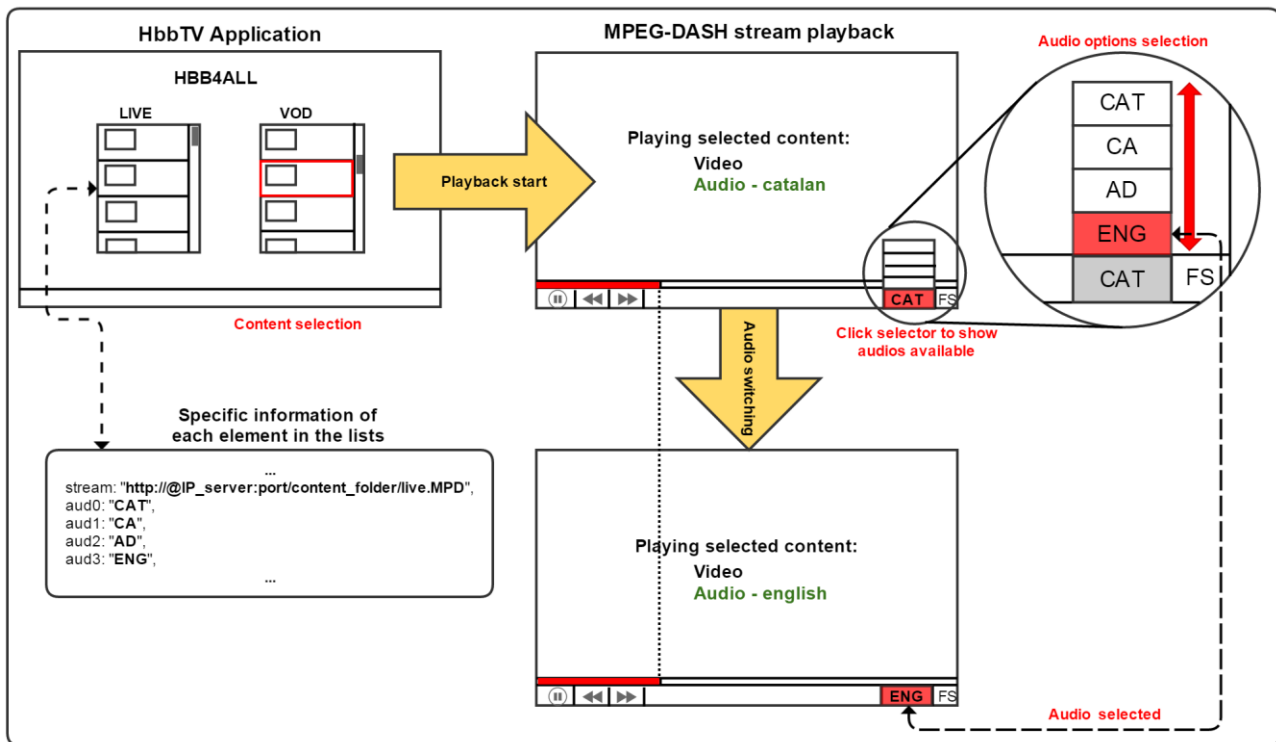 HbbTV Application
HBB4ALL
LIVE
VOD
Content selection
Playback start
MPEG-DASH stream playback
Playing selected content:
Video
Audio - catalan
CAT
FS
Click selector to show
audios available
Audio options selection
CAT
CA
AD
ENG
CAT
FS
Audio switching
Specific information of
each element in the lists
...
stream: "http://@IP_server:port/content_folder/live.MPD",
aud0: "CAT",
aud1: "CA",
aud2: "AD",
aud3: "ENG",
...
Playing selected content:
Video
Audio - english
ENG
FS
Audio selected